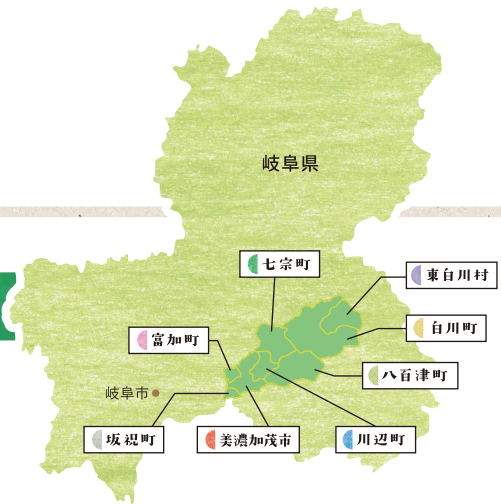 岐阜県
七宗町
東白川村
白川町
富加町
八百津町
岐阜市
坂祝町
美濃加茂市
川辺町